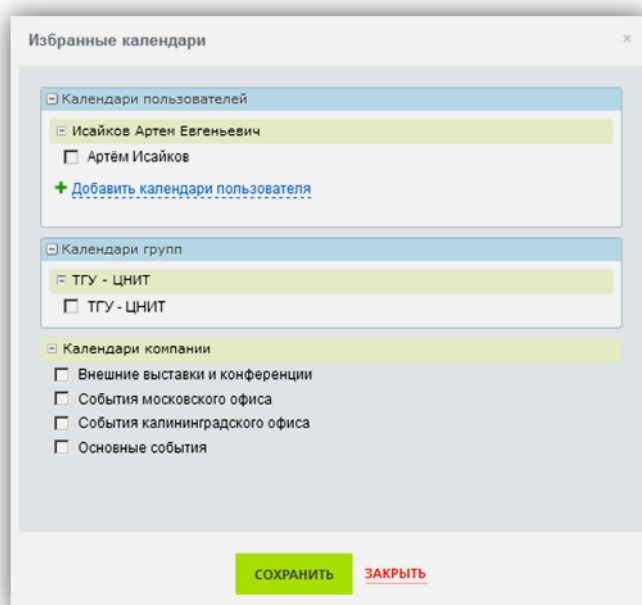 Избранные календари
Календари пользователей
Исайков Артем Евгеньевич
Артём Исайков
Добавить календари пользователя
Календари групп
ТГУ - ЦНИТ
ТГУ - ЦНИТ
Календари компании
Внешние выставки и конференции
События московского офиса
События калининградского офиса
Основные события
СОХРАНИТЬ ЗАКРЫТЬ